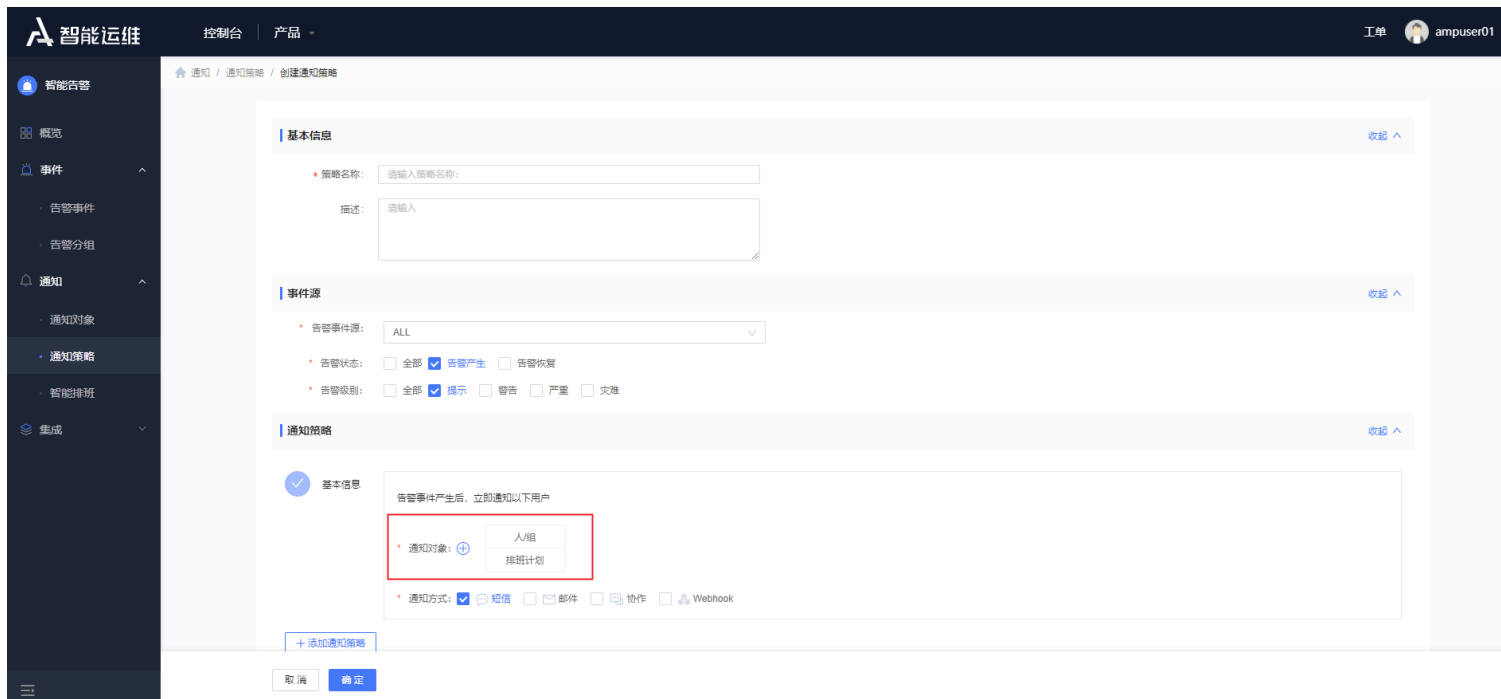 智能运维 控制台 产品 工单 ampuser01
智能告警
概览
事件
告警事件
告警分组
通知
通知对象
通知策略
智能排班
集成
通知 / 通知策略 / 创建通知策略
基本信息 收起
* 策略名称: 请输入策略名称:
描述: 请输入
事件源 收起
* 告警事件源: ALL
* 告警状态: 全部 告警产生 告警恢复
* 告警级别: 全部 提示 警告 严重 灾难
通知策略 收起
基本信息
告警事件产生后, 立即通知以下用户
* 通知对象: 人/组
排班计划
* 通知方式: 短信 邮件 协作 Webhook
+ 添加通知策略
取消 确定